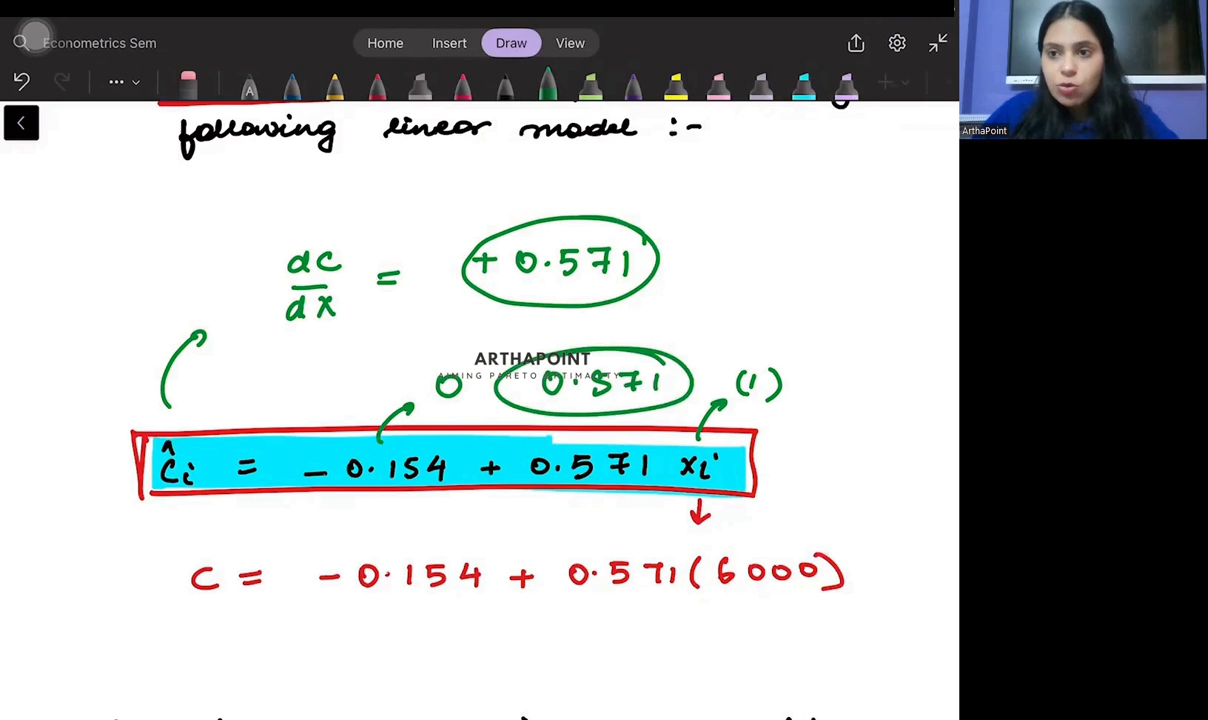 Econometrics Sem
Home Insert Draw View
A
following linear model :-
dc/dx = + 0.571
ARTHAPOINT
0 0.571 (1)
Ĉi = - 0.154 + 0.571 xi
C = - 0.154 + 0.571(6000)
ArthaPoint